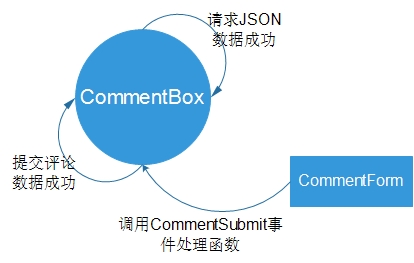 请求JSON
数据成功
CommentBox
提交评论
数据成功
CommentForm
调用CommentSubmit事
件处理函数